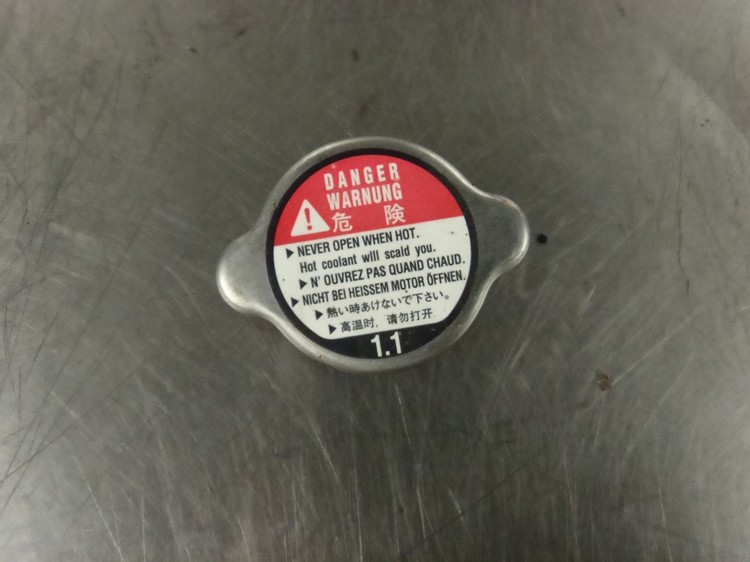 DANGER
WARNUNG
危 険
▶ NEVER OPEN WHEN HOT.
Hot coolant will scald you.
▶ N' OUVREZ PAS QUAND CHAUD.
▶ NICHT BEI HEISSEM MOTOR ÖFFNEN.
▶ 熱い時あけないで下さい。
▶ 高温时．请勿打开
1.1